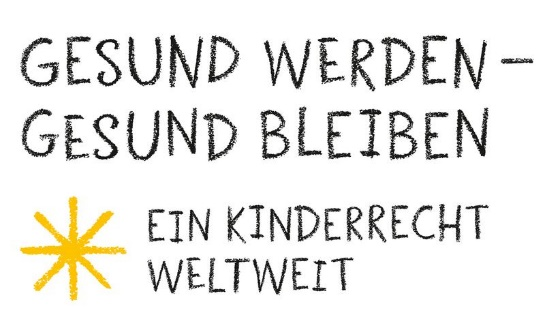 GESUND WERDEN –
GESUND BLEIBEN
EIN KINDERRECHT
WELTWEIT